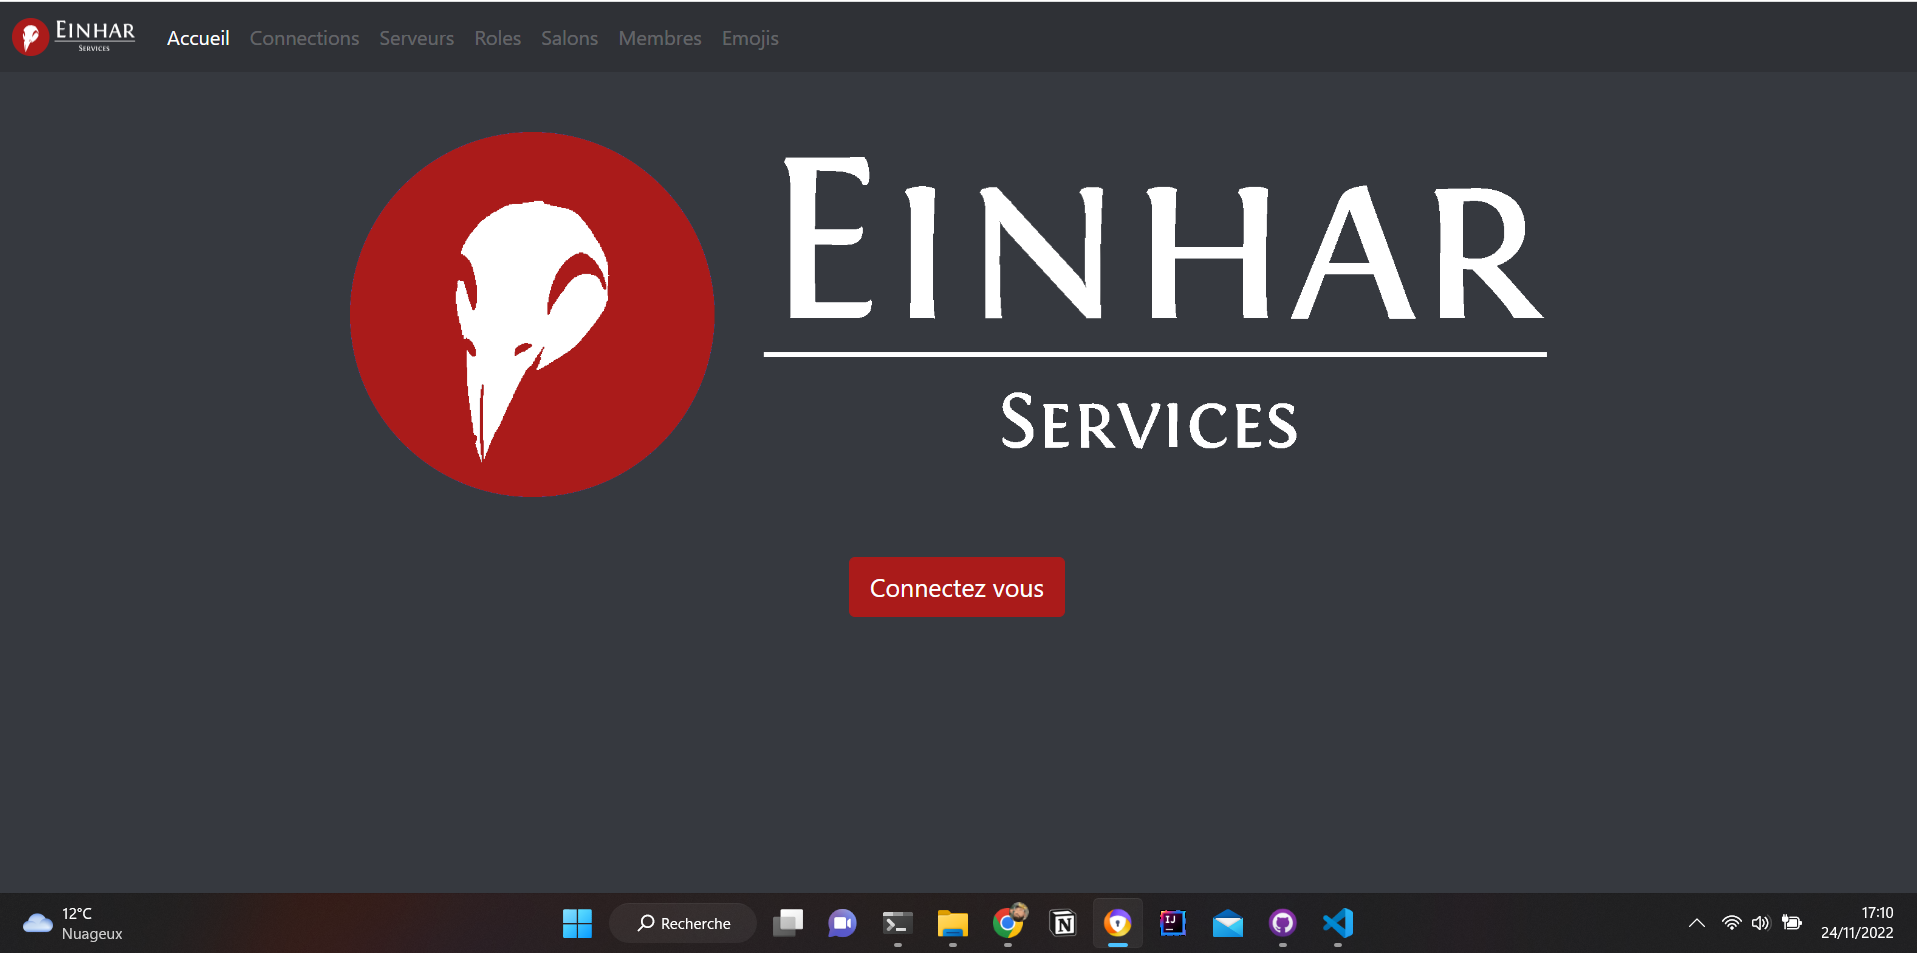 EINHAR
SERVICES
Accueil Connections Serveurs Roles Salons Membres Emojis
EINHAR
SERVICES
Connectez vous
12°C
Nuageux
Recherche
17:10
24/11/2022